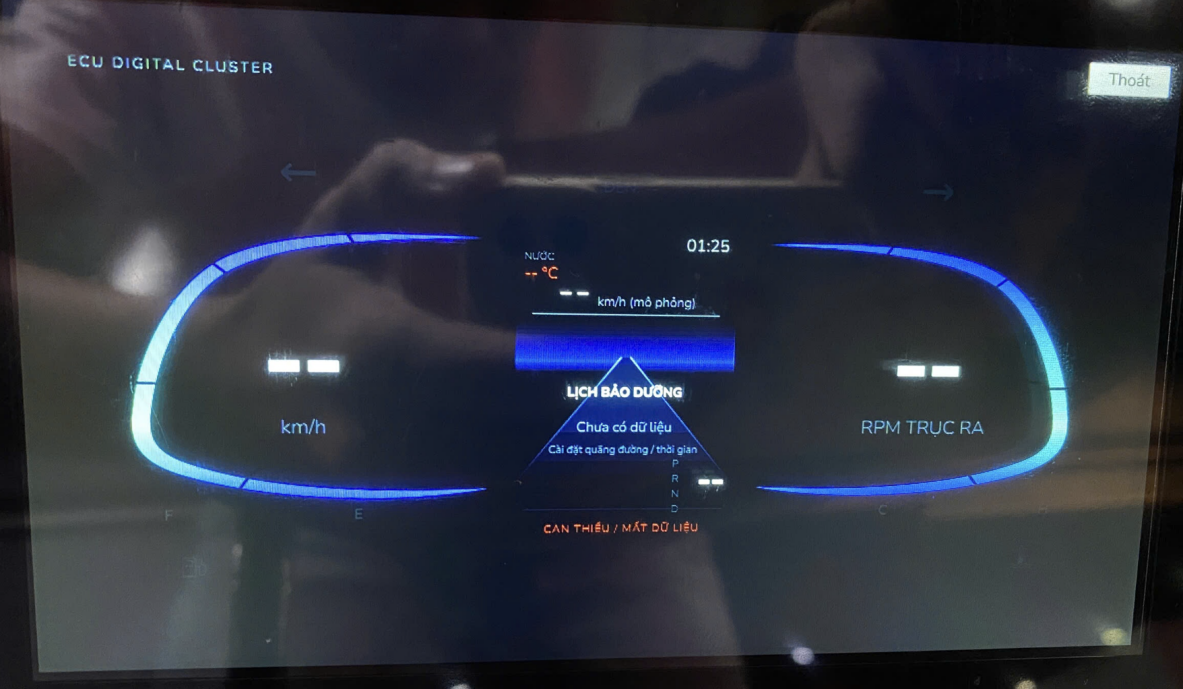 ECU DIGITAL CLUSTER
Thoát
←
→
01:25
NƯỚC
-- °C
-- km/h (mô phỏng)
-- 
km/h
LỊCH BẢO DƯỠNG
Chưa có dữ liệu
Cài đặt quãng đường / thời gian
--
RPM TRỤC RA
P
R
N
D
--
F
E
C
CAN THIẾU / MẤT DỮ LIỆU